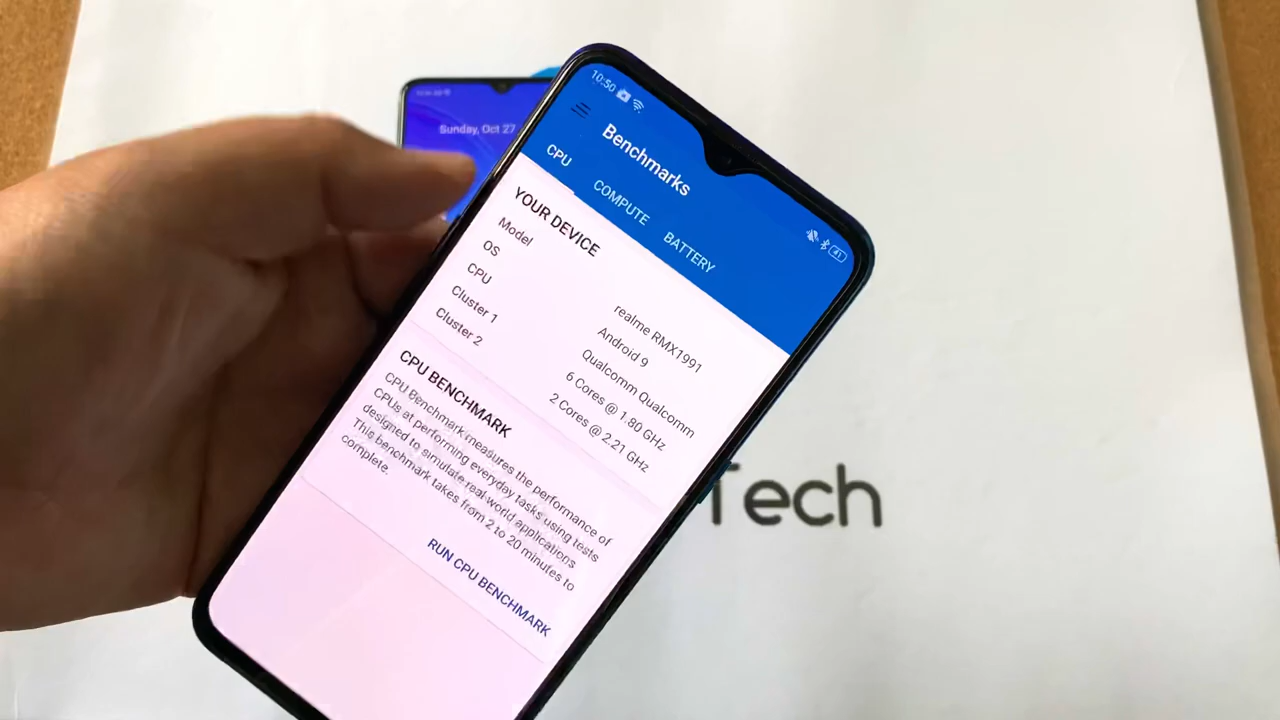 Sunday, Oct 27
10:50
Benchmarks
CPU COMPUTE BATTERY
YOUR DEVICE
Model realme RMX1991
OS Android 9
CPU Qualcomm Qualcomm
Cluster 1 6 Cores @ 1.80 GHz
Cluster 2 2 Cores @ 2.21 GHz
CPU BENCHMARK
CPU Benchmark measures the performance of
CPUs at performing everyday tasks using tests
designed to simulate real-world applications.
This benchmark takes from 2 to 20 minutes to
complete.
RUN CPU BENCHMARK
41
Tech